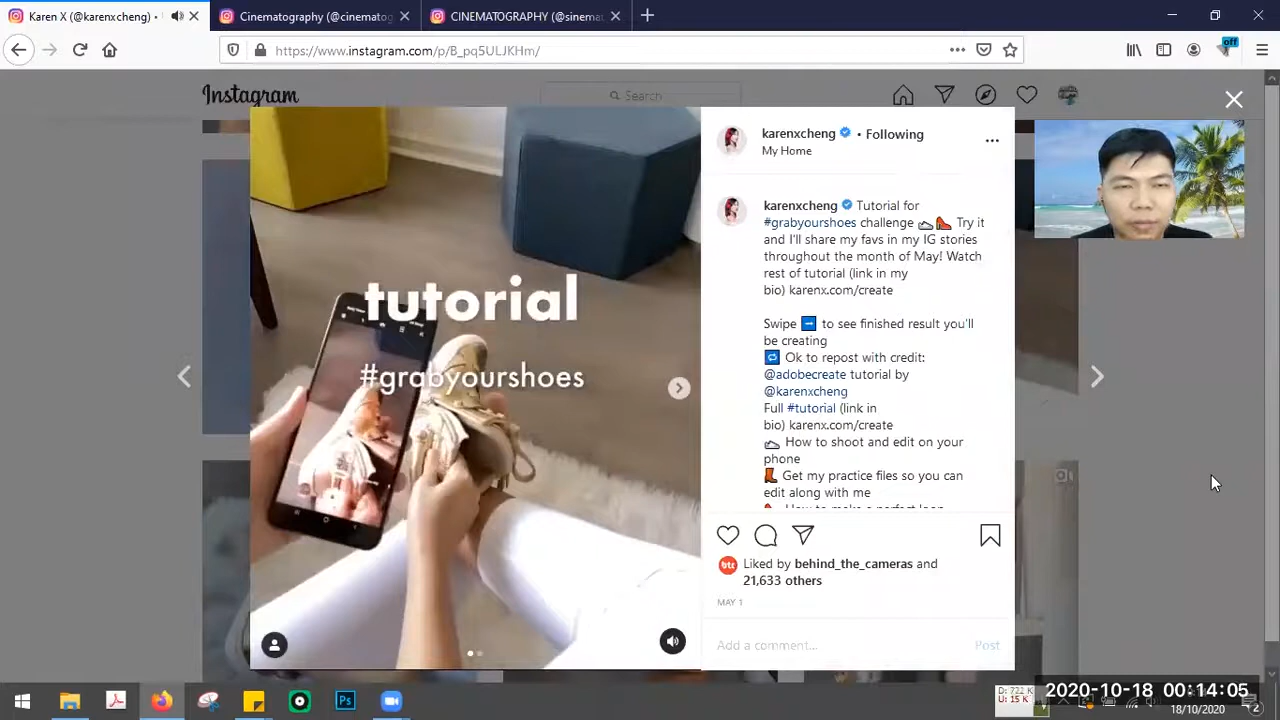 Karen X (@karenxcheng) •
Cinematography (@cinematog
CINEMATOGRAPHY (@sinema
https://www.instagram.com/p/B_pq5ULJKHm/
off
Instagram
Search
karenxcheng • Following
My Home
karenxcheng Tutorial for
#grabyourshoes challenge 👟👠 Try it
and I'll share my favs in my IG stories
throughout the month of May! Watch
rest of tutorial (link in my
bio) karenx.com/create
Swipe ➡️ to see finished result you'll
be creating
🔁 Ok to repost with credit:
@adobecreate tutorial by
@karenxcheng
Full #tutorial (link in
bio) karenx.com/create
👟 How to shoot and edit on your
phone
👢 Get my practice files so you can
edit along with me
tutorial
#grabyourshoes
btc
Liked by behind_the_cameras and
21,633 others
MAY 1
Add a comment...
Post
Ps
D: 722 K
U: 15 K
2020-10-18 00:14:05
18/10/2020
2